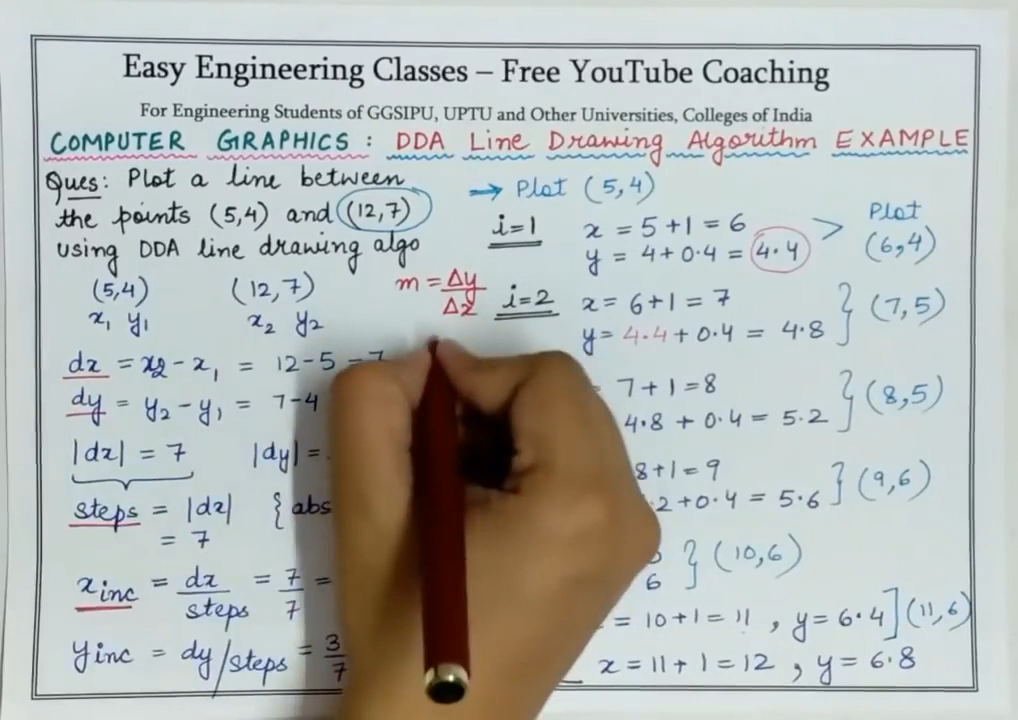 Easy Engineering Classes – Free YouTube Coaching
For Engineering Students of GGSIPU, UPTU and Other Universities, Colleges of India
COMPUTER GRAPHICS : DDA Line Drawing Algorithm EXAMPLE
Ques: Plot a line between
the points (5,4) and (12,7)
using DDA line drawing algo
(5,4) (12,7)
x₁ y₁ x₂ y₂
m = Δy/Δx
dx = x₂ - x₁ = 12-5 = 7
dy = y₂ - y₁ = 7-4
|dx| = 7 |dy| =
steps = |dx| { abs
= 7
xinc = dx/steps = 7/7 =
yinc = dy/steps = 3/7
→ Plot (5,4)
i=1 x = 5+1 = 6
y = 4+0.4 = 4.4 > Plot (6,4)
i=2 x = 6+1 = 7
y = 4.4+0.4 = 4.8 } (7,5)
7+1 = 8
4.8 + 0.4 = 5.2 } (8,5)
8+1 = 9
.2+0.4 = 5.6 } (9,6)
6 } (10,6)
= 10+1 = 11 , y = 6.4 ] (11,6)
x = 11+1 = 12 , y = 6.8